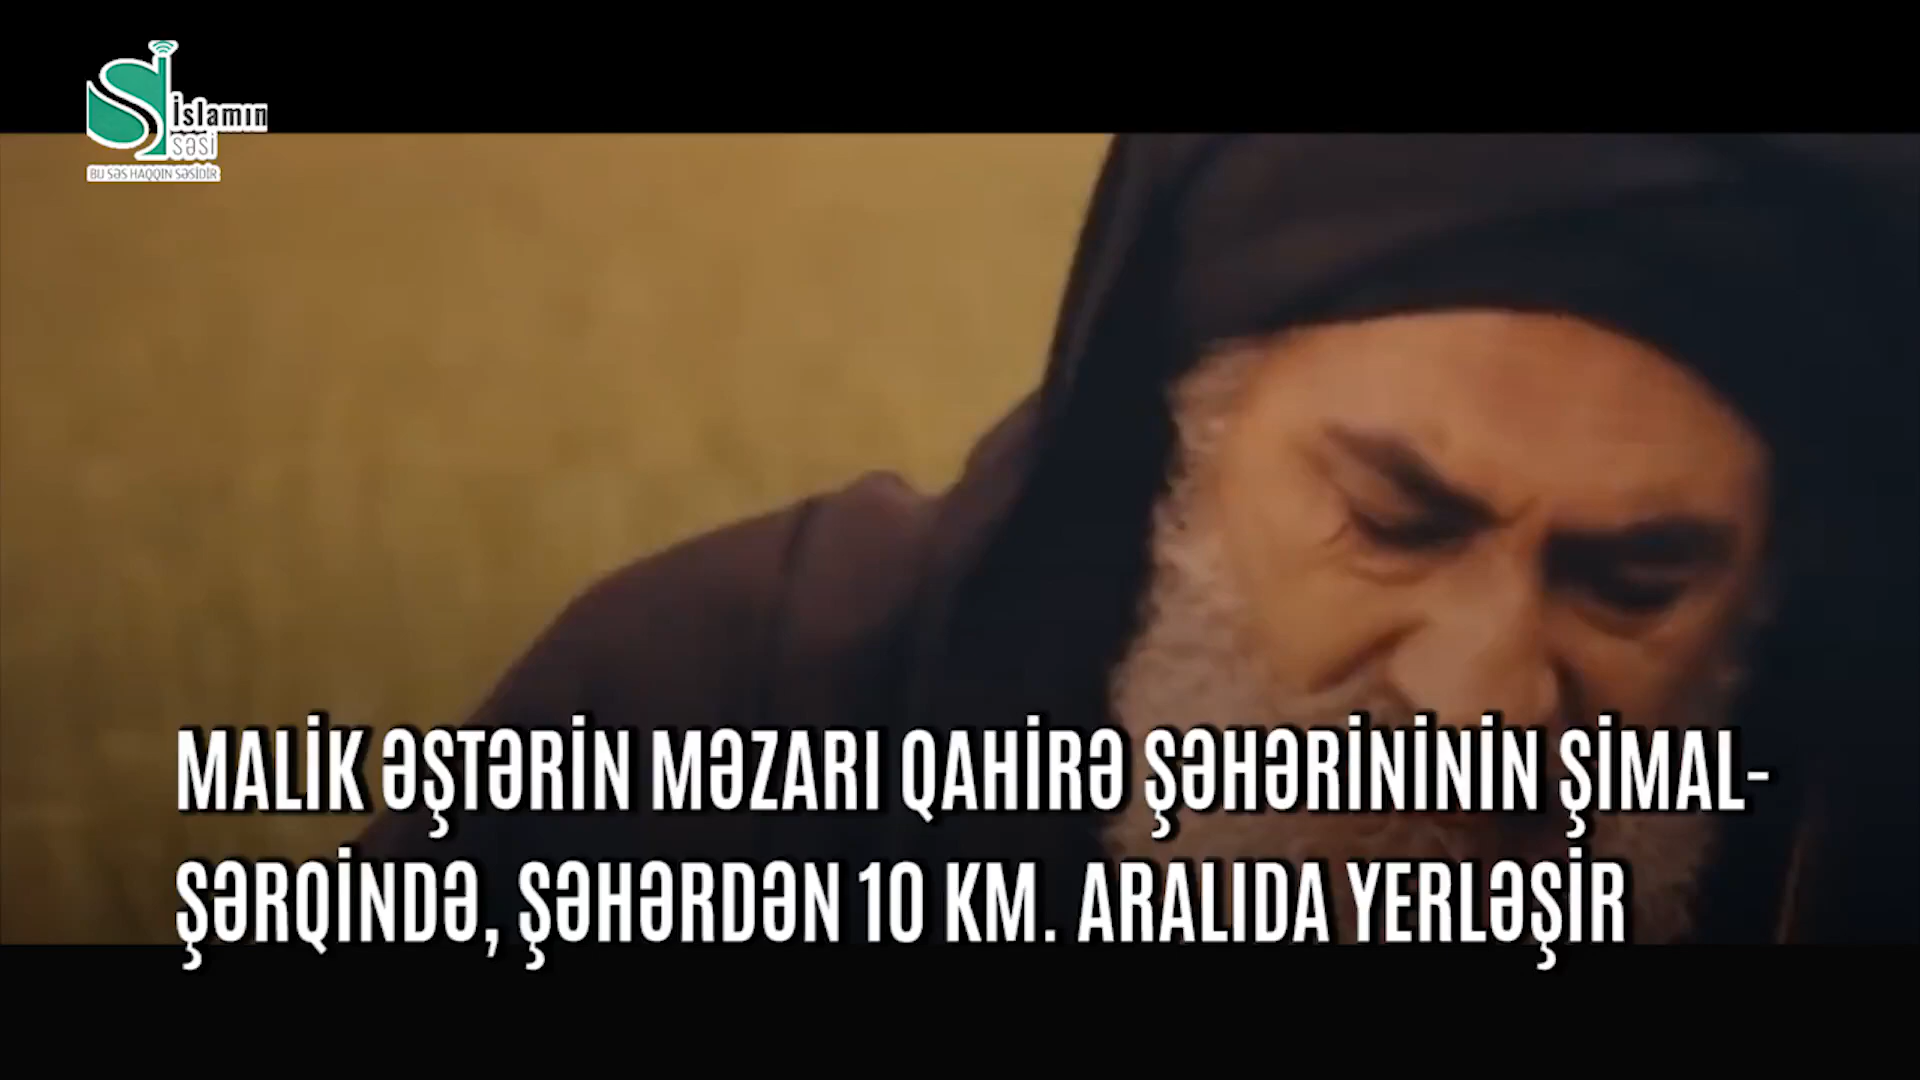 İslamın
səsi
BU SƏS HAQQIN SƏSİDİR
MALİK ƏŞTƏRİN MƏZARI QAHİRƏ ŞƏHƏRİNİNİN ŞİMAL-
ŞƏRQİNDƏ, ŞƏHƏRDƏN 10 KM. ARALIDA YERLƏŞİR